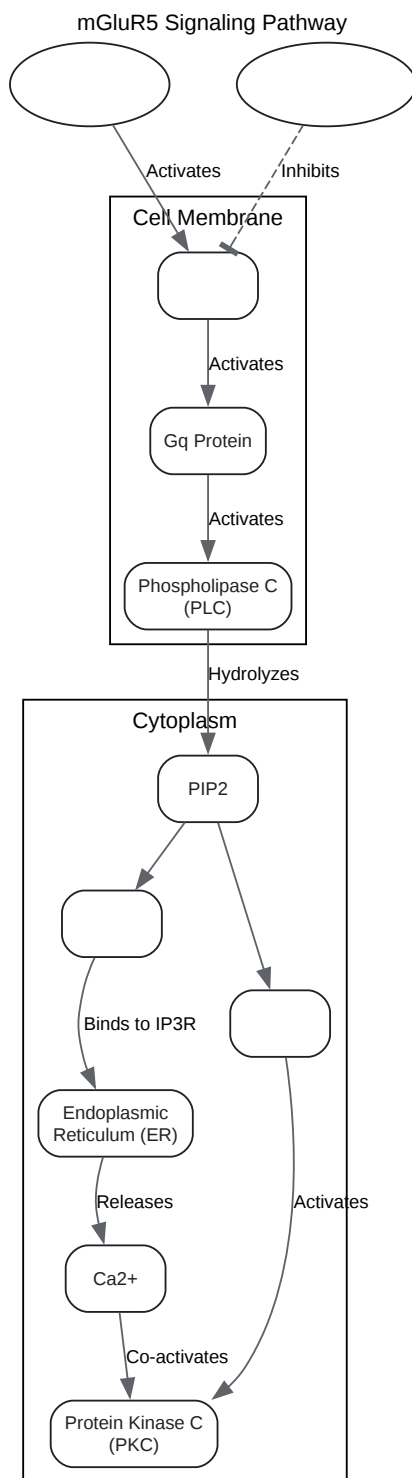 mGluR5 Signaling Pathway
Activates
Inhibits
Cell Membrane
Activates
Gq Protein
Activates
Phospholipase C
(PLC)
Hydrolyzes
Cytoplasm
PIP2
Binds to IP3R
Endoplasmic
Reticulum (ER)
Releases
Activates
Ca2+
Co-activates
Protein Kinase C
(PKC)